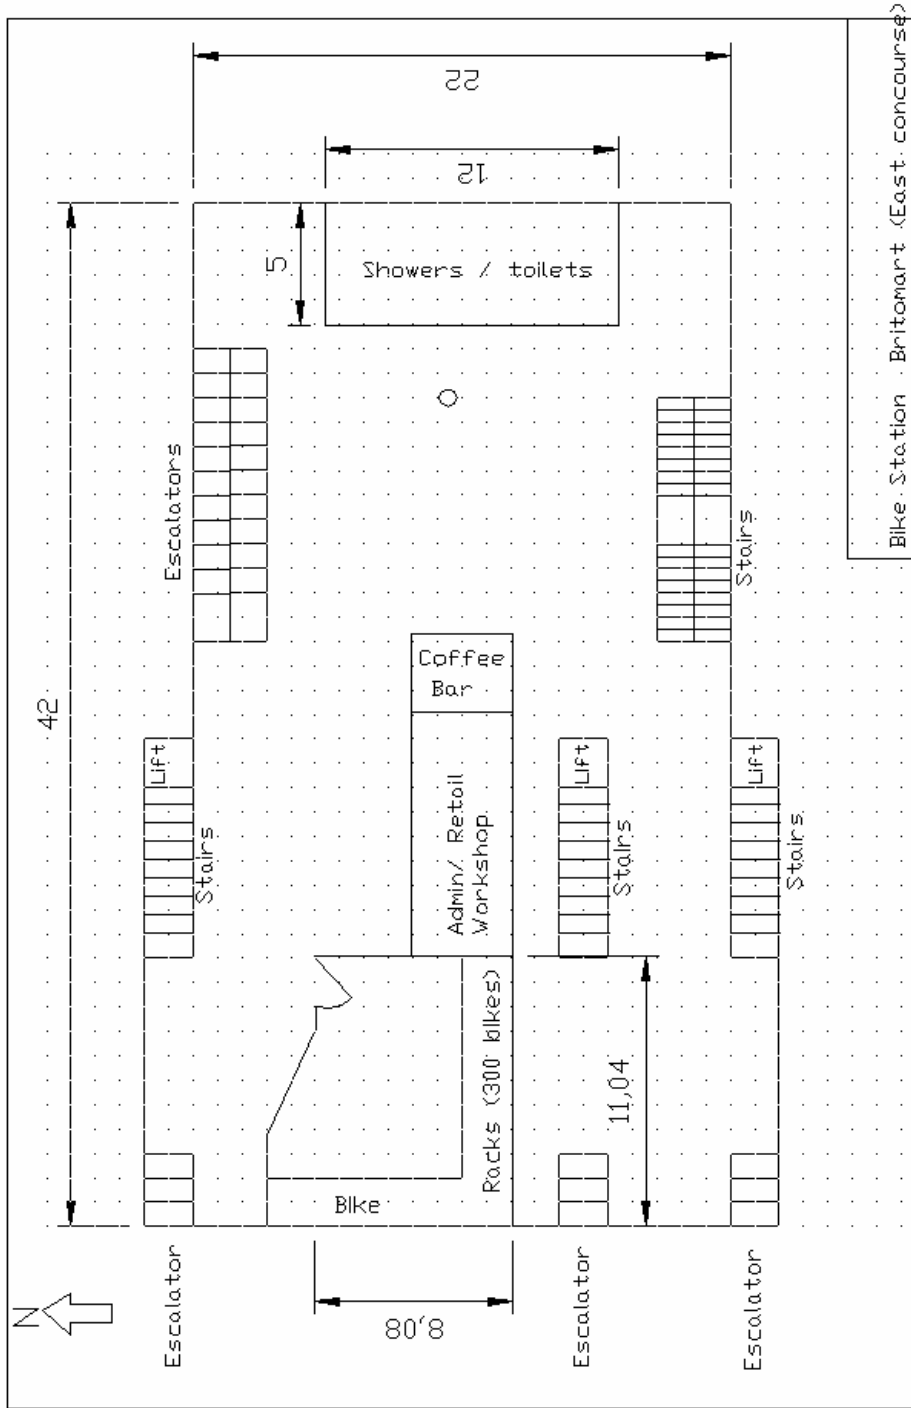 22
12
5
Showers / toilets
Escalators
Stairs
42
Coffee
Bar
Lift
Lift
Lift
Admin/ Retail
Workshop
Stairs
Stairs
Stairs
Racks (300 bikes)
11,04
Bike
N
8,08
Escalator
Escalator
Escalator
Bike Station Britomart (East concourse)